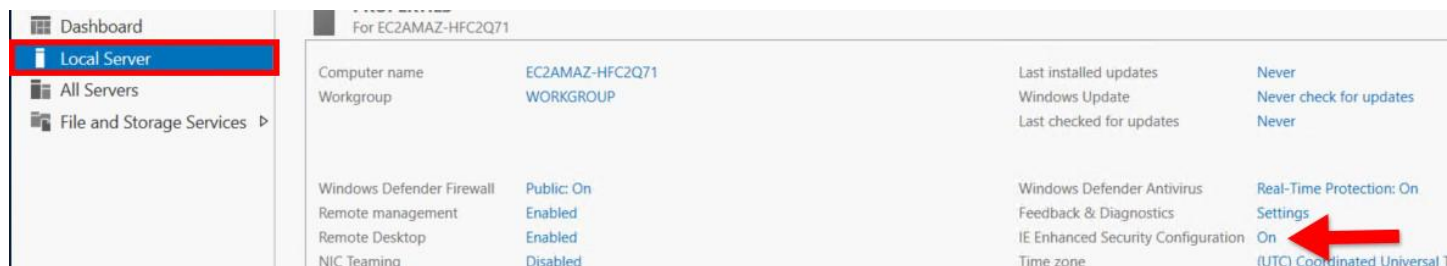 Dashboard
Local Server
All Servers
File and Storage Services
PROPERTIES
For EC2AMAZ-HFC2Q71
Computer name EC2AMAZ-HFC2Q71 Last installed updates Never
Workgroup WORKGROUP Windows Update Never check for updates
Last checked for updates Never
Windows Defender Firewall Public: On Windows Defender Antivirus Real-Time Protection: On
Remote management Enabled Feedback & Diagnostics Settings
Remote Desktop Enabled IE Enhanced Security Configuration On
NIC Teaming Disabled Time zone (UTC) Coordinated Universal T